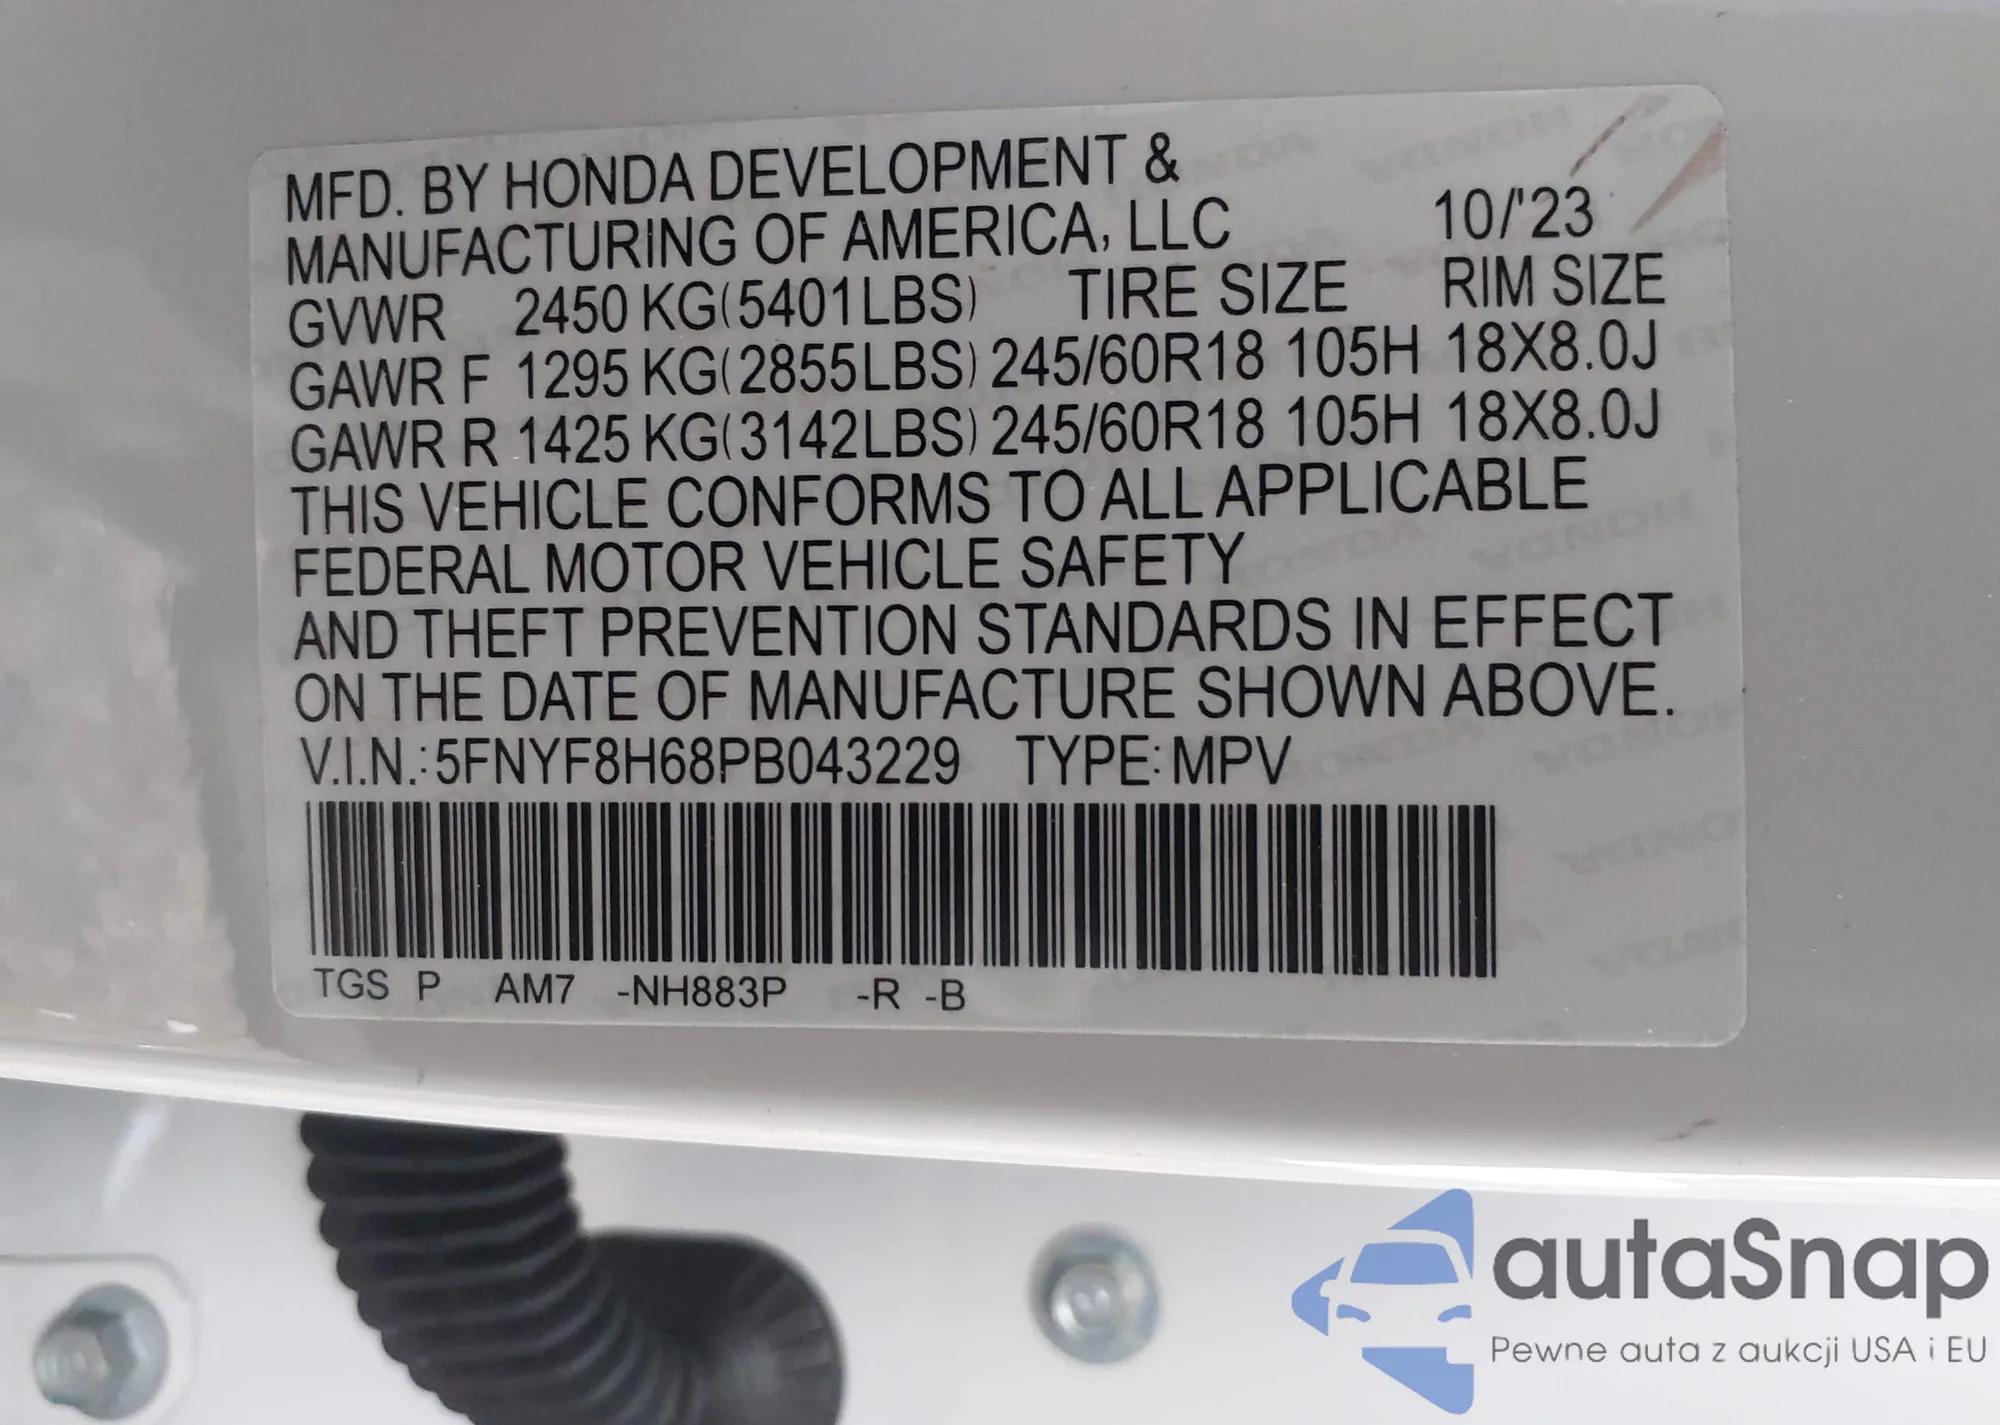 MFD. BY HONDA DEVELOPMENT &
MANUFACTURING OF AMERICA, LLC 10/'23
GVWR 2450 KG(5401LBS) TIRE SIZE RIM SIZE
GAWR F 1295 KG(2855LBS) 245/60R18 105H 18X8.0J
GAWR R 1425 KG(3142LBS) 245/60R18 105H 18X8.0J
THIS VEHICLE CONFORMS TO ALL APPLICABLE
FEDERAL MOTOR VEHICLE SAFETY
AND THEFT PREVENTION STANDARDS IN EFFECT
ON THE DATE OF MANUFACTURE SHOWN ABOVE.
V.I.N.:5FNYF8H68PB043229 TYPE:MPV
TGS P AM7 -NH883P -R -B
autaSnap
Pewne auta z aukcji USA i EU